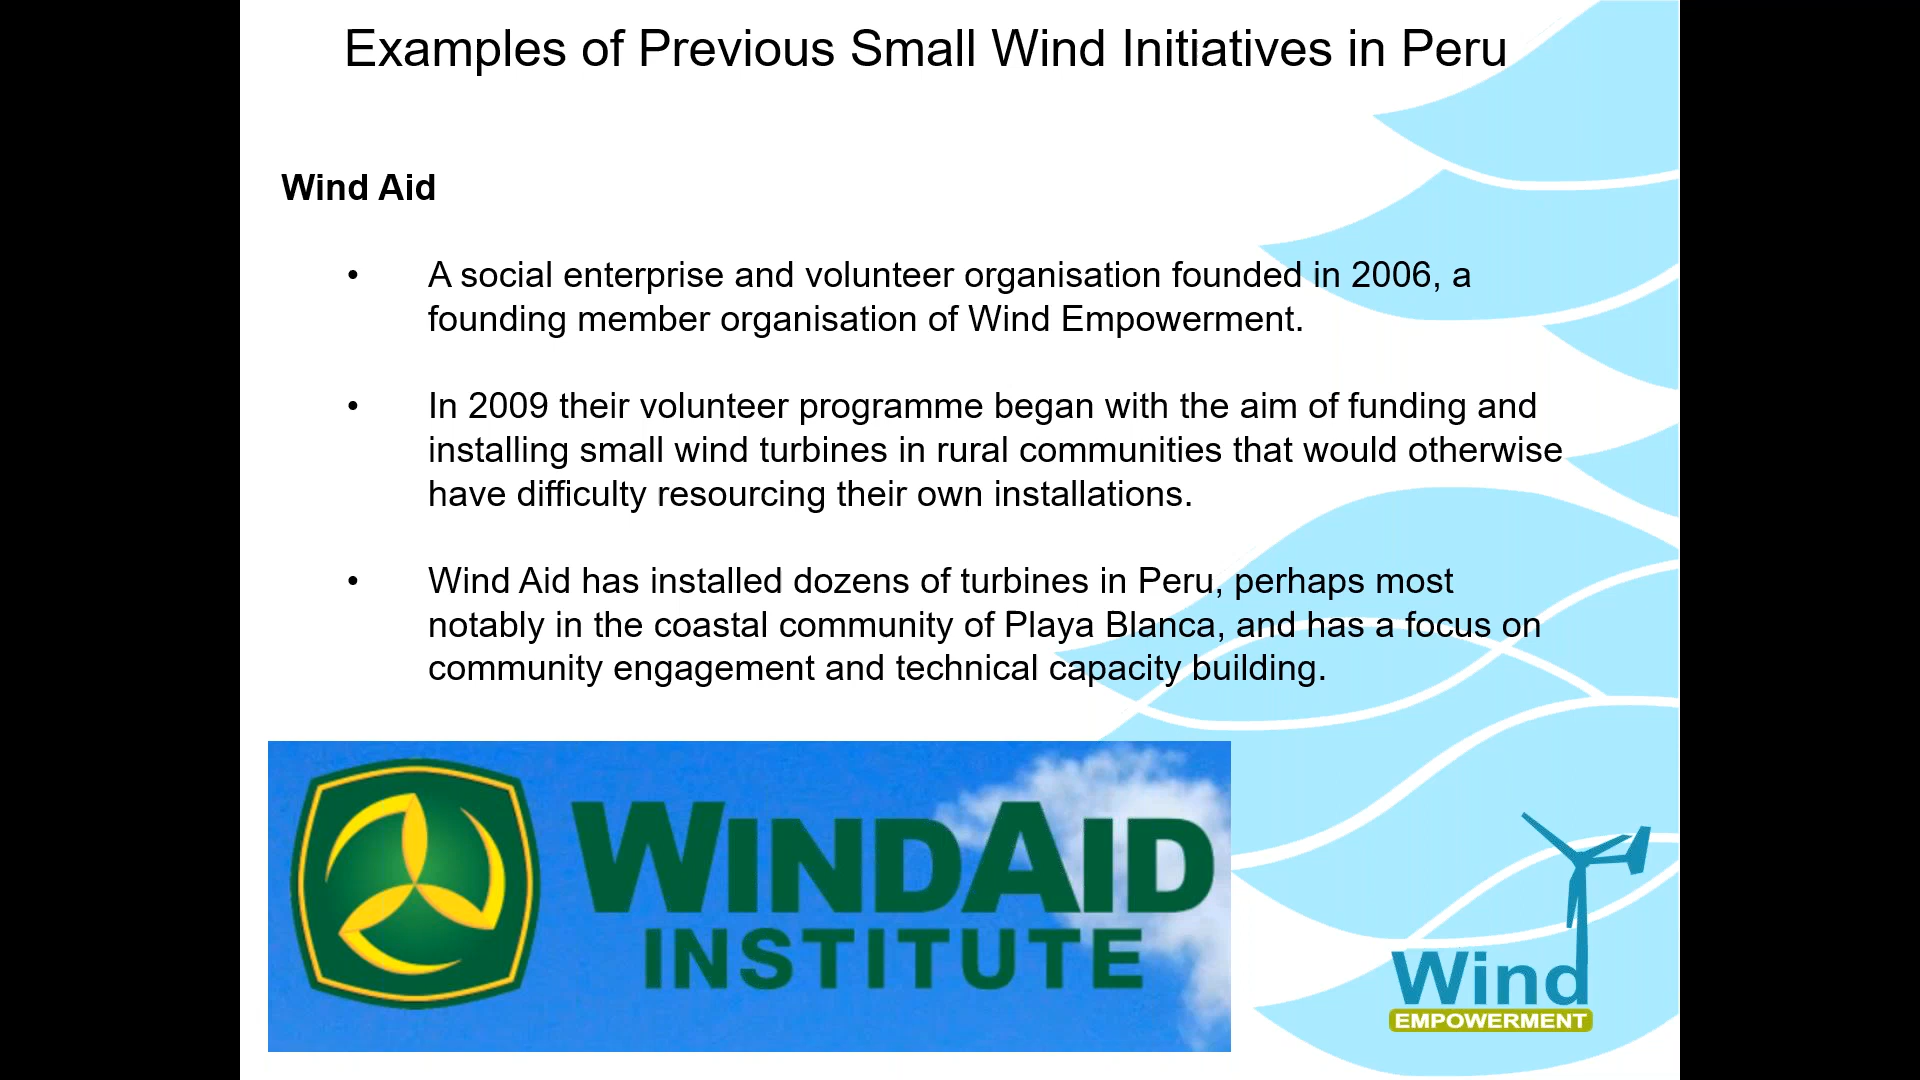 Examples of Previous Small Wind Initiatives in Peru
Wind Aid
• A social enterprise and volunteer organisation founded in 2006, a
founding member organisation of Wind Empowerment.
• In 2009 their volunteer programme began with the aim of funding and
installing small wind turbines in rural communities that would otherwise
have difficulty resourcing their own installations.
• Wind Aid has installed dozens of turbines in Peru, perhaps most
notably in the coastal community of Playa Blanca, and has a focus on
community engagement and technical capacity building.
WINDAID
INSTITUTE
Wind
EMPOWERMENT